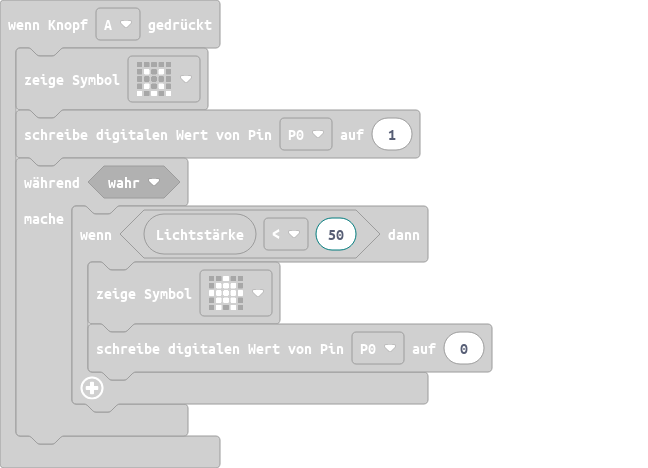 wenn Knopf A gedrückt
zeige Symbol
schreibe digitalen Wert von Pin P0 auf 1
während wahr
mache
wenn Lichtstärke < 50 dann
zeige Symbol
schreibe digitalen Wert von Pin P0 auf 0